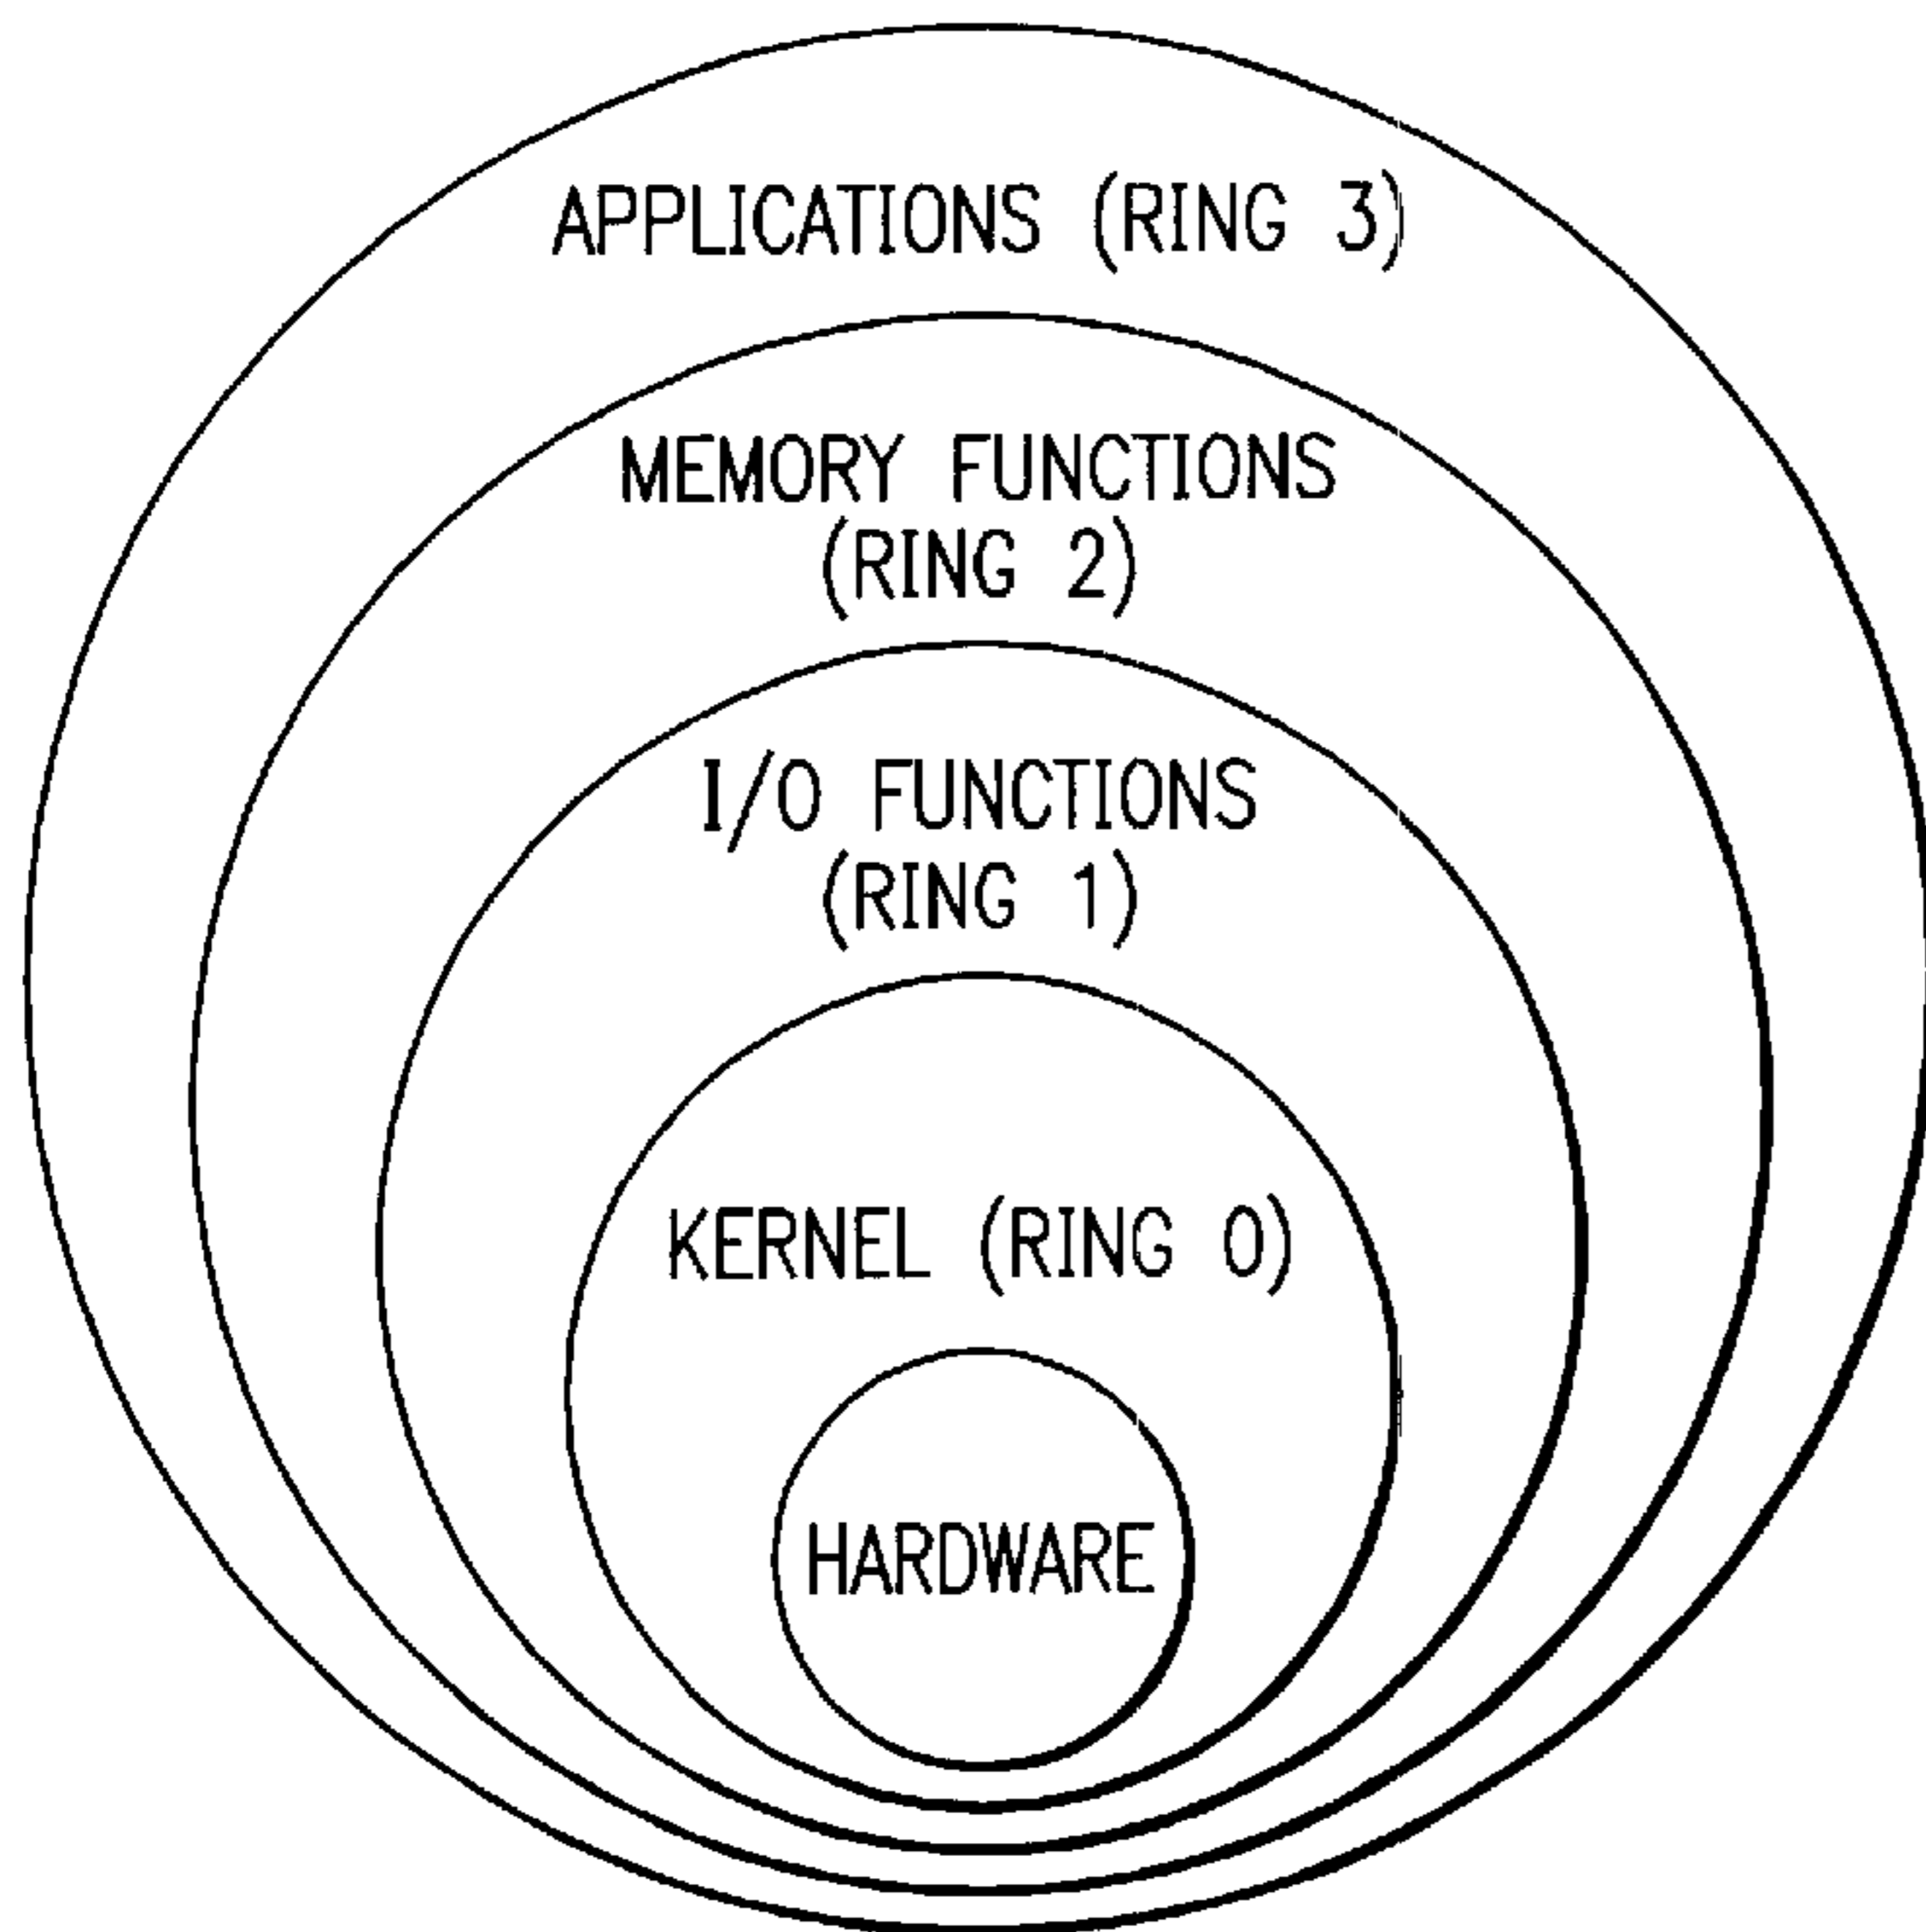 APPLICATIONS (RING 3)
MEMORY FUNCTIONS
(RING 2)
I/O FUNCTIONS
(RING 1)
KERNEL (RING 0)
HARDWARE